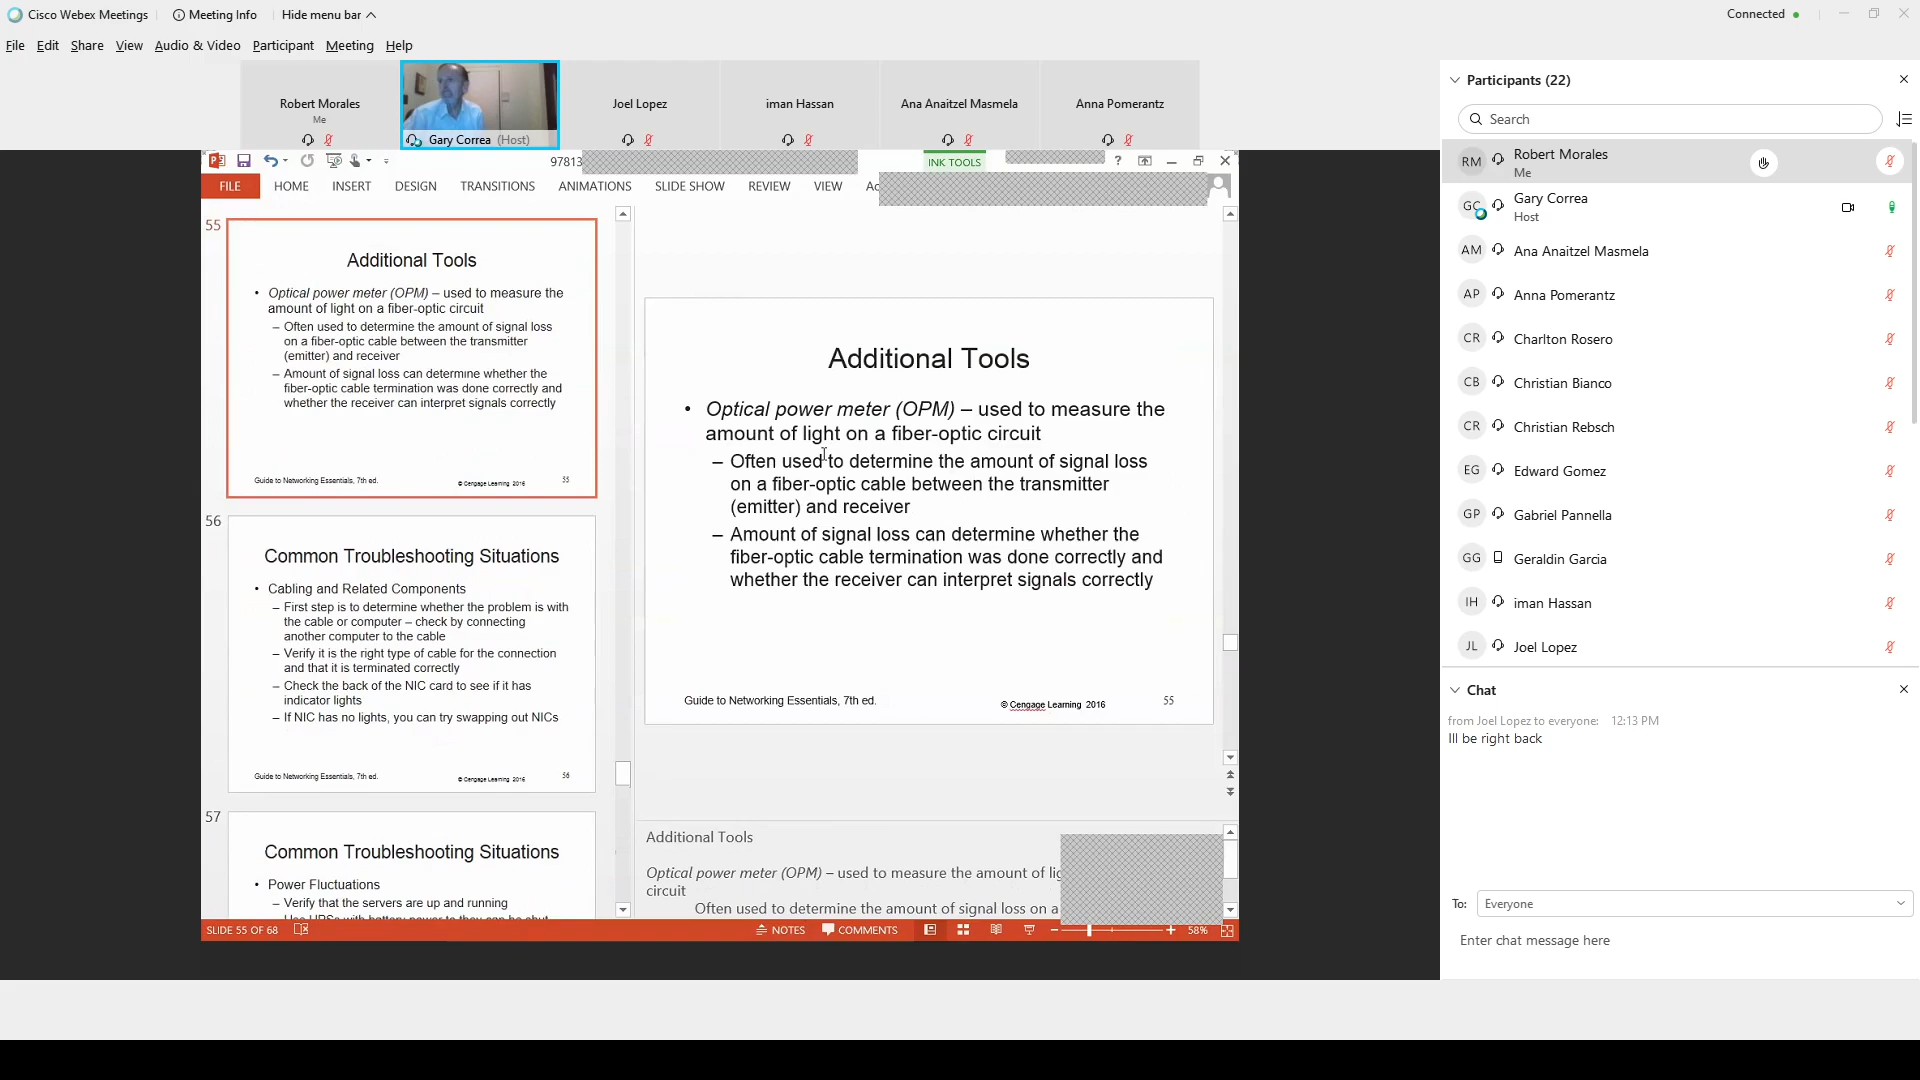 Cisco Webex Meetings
Meeting Info
Hide menu bar
Connected
File Edit Share View Audio & Video Participant Meeting Help
Robert Morales
Me
Gary Correa (Host)
Joel Lopez
iman Hassan
Ana Anaitzel Masmela
Anna Pomerantz
97813
INK TOOLS
?
FILE HOME INSERT DESIGN TRANSITIONS ANIMATIONS SLIDE SHOW REVIEW VIEW
55
Additional Tools
• Optical power meter (OPM) – used to measure the
amount of light on a fiber-optic circuit
– Often used to determine the amount of signal loss
on a fiber-optic cable between the transmitter
(emitter) and receiver
– Amount of signal loss can determine whether the
fiber-optic cable termination was done correctly and
whether the receiver can interpret signals correctly
Guide to Networking Essentials, 7th ed.
© Cengage Learning 2016
55
56
Common Troubleshooting Situations
• Cabling and Related Components
– First step is to determine whether the problem is with
the cable or computer – check by connecting
another computer to the cable
– Verify it is the right type of cable for the connection
and that it is terminated correctly
– Check the back of the NIC card to see if it has
indicator lights
– If NIC has no lights, you can try swapping out NICs
Guide to Networking Essentials, 7th ed.
© Cengage Learning 2016
56
57
Common Troubleshooting Situations
• Power Fluctuations
– Verify that the servers are up and running
Additional Tools
• Optical power meter (OPM) – used to measure the
amount of light on a fiber-optic circuit
– Often used to determine the amount of signal loss
on a fiber-optic cable between the transmitter
(emitter) and receiver
– Amount of signal loss can determine whether the
fiber-optic cable termination was done correctly and
whether the receiver can interpret signals correctly
Guide to Networking Essentials, 7th ed.
© Cengage Learning 2016
55
Additional Tools
Optical power meter (OPM) – used to measure the amount of
circuit
Often used to determine the amount of signal loss on a
SLIDE 55 OF 68
NOTES
COMMENTS
58%
Participants (22)
Search
RM Robert Morales
Me
GC Gary Correa
Host
AM Ana Anaitzel Masmela
AP Anna Pomerantz
CR Charlton Rosero
CB Christian Bianco
CR Christian Rebsch
EG Edward Gomez
GP Gabriel Pannella
GG Geraldin Garcia
IH iman Hassan
JL Joel Lopez
Chat
from Joel Lopez to everyone: 12:13 PM
Ill be right back
To: Everyone
Enter chat message here